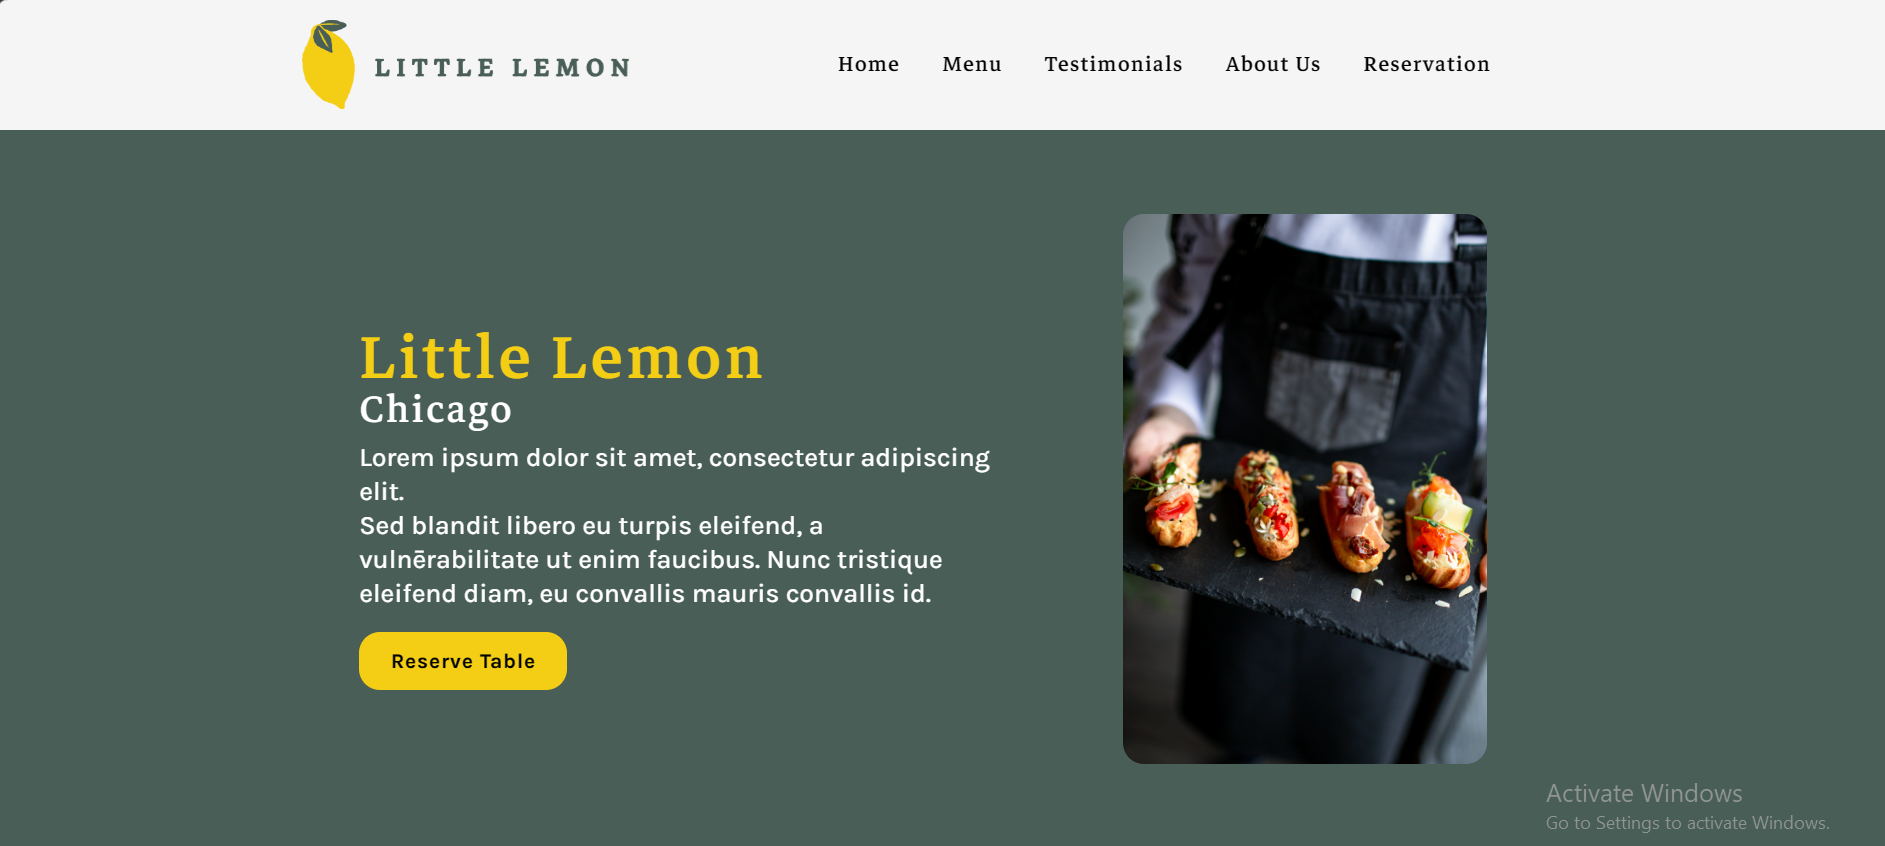 LITTLE LEMON
Home Menu Testimonials About Us Reservation
Little Lemon
Chicago
Lorem ipsum dolor sit amet, consectetur adipiscing
elit.
Sed blandit libero eu turpis eleifend, a
vulnērabilitate ut enim faucibus. Nunc tristique
eleifend diam, eu convallis mauris convallis id.
Reserve Table
Activate Windows
Go to Settings to activate Windows.